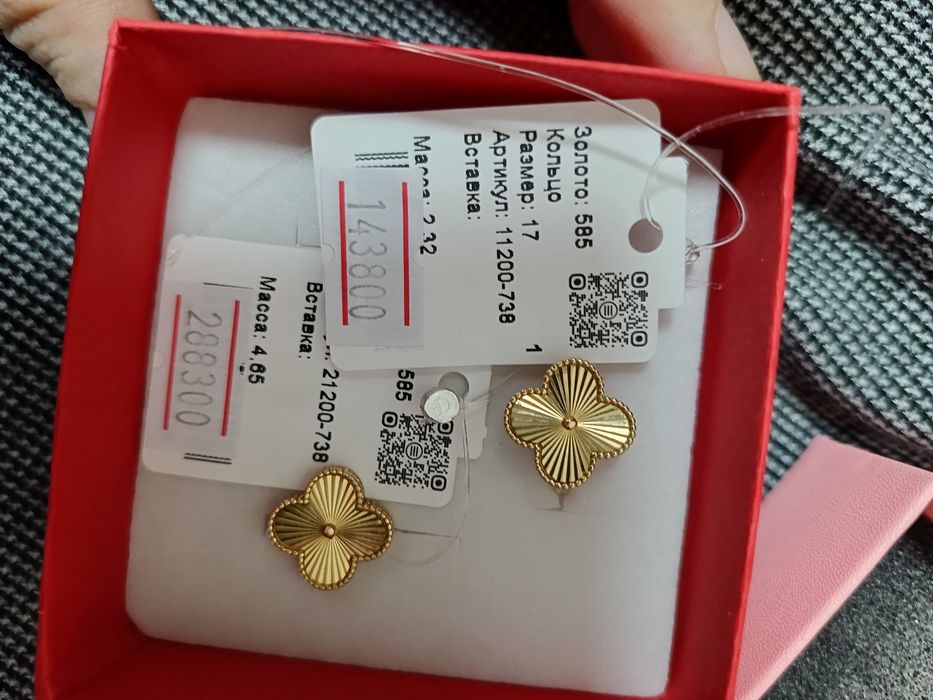 Золото: 585
Кольцо
Размер: 17
Артикул: 11200-738
Вставка:
1
Масса: 2.32
143800
585
21200-738
Вставка:
Масса: 4,65
288300